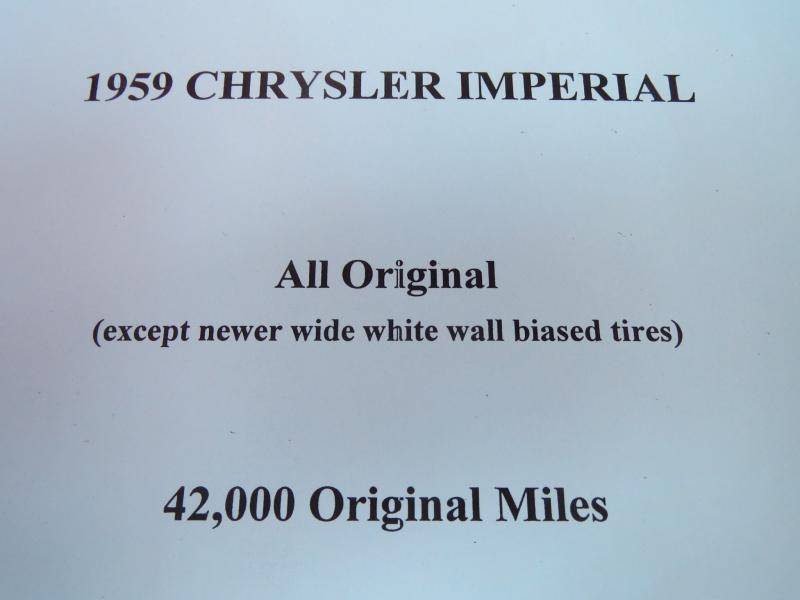 1959 CHRYSLER IMPERIAL
All Original
(except newer wide white wall biased tires)
42,000 Original Miles